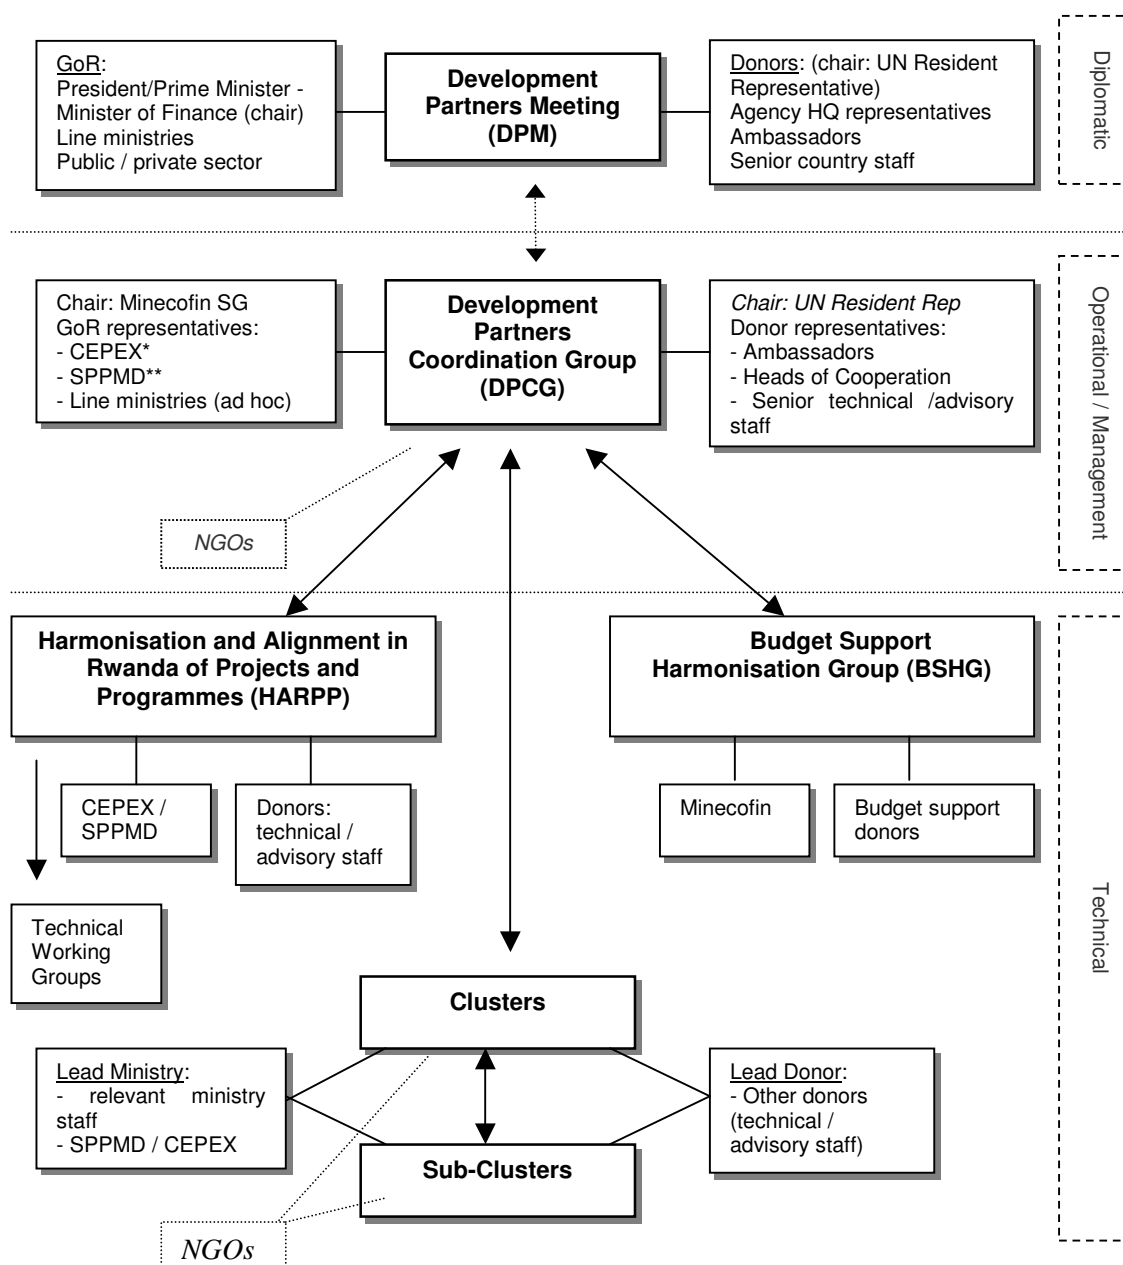 GoR:
President/Prime Minister -
Minister of Finance (chair)
Line ministries
Public / private sector
Development
Partners Meeting
(DPM)
Donors: (chair: UN Resident
Representative)
Agency HQ representatives
Ambassadors
Senior country staff
Diplomatic
Chair: Minecofin SG
GoR representatives:
- CEPEX*
- SPPMD**
- Line ministries (ad hoc)
Development
Partners
Coordination Group
(DPCG)
Chair: UN Resident Rep
Donor representatives:
- Ambassadors
- Heads of Cooperation
- Senior technical /advisory
staff
Operational / Management
NGOs
Harmonisation and Alignment in
Rwanda of Projects and
Programmes (HARPP)
Budget Support
Harmonisation Group (BSHG)
CEPEX /
SPPMD
Donors:
technical /
advisory staff
Minecofin
Budget support
donors
Technical
Technical
Working
Groups
Clusters
Lead Ministry:
- relevant ministry
staff
- SPPMD / CEPEX
Lead Donor:
- Other donors
(technical /
advisory staff)
Sub-Clusters
NGOs